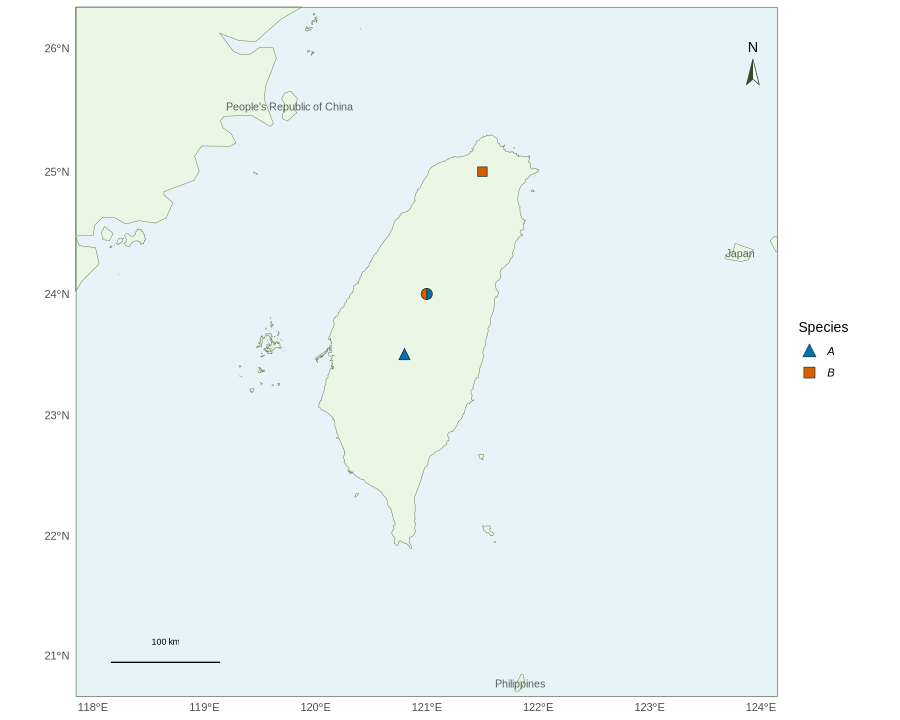 26°N
N
People's Republic of China
25°N
Japan
24°N
Species
A
B
23°N
22°N
100 km
21°N
Philippines
118°E 119°E 120°E 121°E 122°E 123°E 124°E